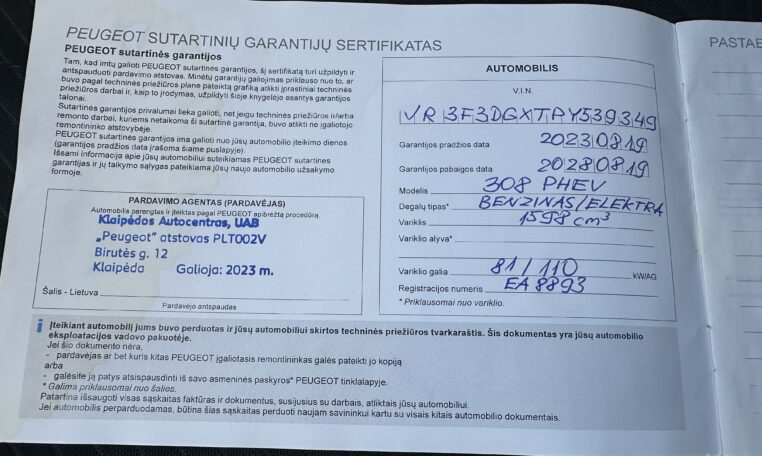 PEUGEOT SUTARTINIŲ GARANTIJŲ SERTIFIKATAS
PEUGEOT sutartinės garantijos
Tam, kad imtų galioti PEUGEOT sutartinės garantijos, šį sertifikatą turi užpildyti ir
antspauduoti pardavimo atstovas. Minėtų garantijų galiojimas priklauso nuo to, ar
buvo pagal techninės priežiūros plane pateiktą grafiką atlikti įprastiniai techninės
priežiūros darbai ir, kaip to įrodymas, užpildyti šioje knygelėje esantys garantijos
talonai.
Sutartinės garantijos privalumai lieka galioti, net jeigu techninės priežiūros ir/arba
remonto darbai, kuriems netaikoma ši sutartinė garantija, buvo atlikti ne įgaliotojo
remontininko atstovybėje.
PEUGEOT sutartinės garantijos ima galioti nuo jūsų automobilio įteikimo dienos
(garantijos pradžios data įrašoma šiame puslapyje).
Išsami informacija apie jūsų automobiliui suteikiamas PEUGEOT sutartines
garantijas ir jų taikymo sąlygas pateikiama jūsų naujo automobilio užsakymo
formoje.
PARDAVIMO AGENTAS (PARDAVĖJAS)
Automobilis parengtas ir įteiktas pagal PEUGEOT apibrėžtą procedūrą.
Klaipėdos Autocentras, UAB
„Peugeot" atstovas PLT002V
Birutės g. 12
Klaipėda Galioja: 2023 m.
Šalis - Lietuva
Pardavėjo antspaudas
AUTOMOBILIS
V.I.N.
VR3F3DGXTPY539349
Garantijos pradžios data 20230819
Garantijos pabaigos data 20280819
Modelis 308 PHEV
Degalų tipas* BENZINAS/ELEKTRA
Variklis 1598 cm³
Variklio alyva*
Variklio galia 81/110 kW/AG
Registracijos numeris EA 8893
* Priklausomai nuo variklio.
PASTAB
i Įteikiant automobilį jums buvo perduotas ir jūsų automobiliui skirtos techninės priežiūros tvarkaraštis. Šis dokumentas yra jūsų automobilio
eksploatacijos vadovo pakuotėje.
Jei šio dokumento nėra,
- pardavėjas ar bet kuris kitas PEUGEOT įgaliotasis remontininkas galės pateikti jo kopiją
arba
- galėsite ją patys atsispausdinti iš savo asmeninės paskyros* PEUGEOT tinklalapyje.
* Galima priklausomai nuo šalies.
Patartina išsaugoti visas sąskaitas faktūras ir dokumentus, susijusius su darbais, atliktais jūsų automobiliui.
Jei automobilis perparduodamas, būtina šias sąskaitas perduoti naujam savininkui kartu su visais kitais automobilio dokumentais.